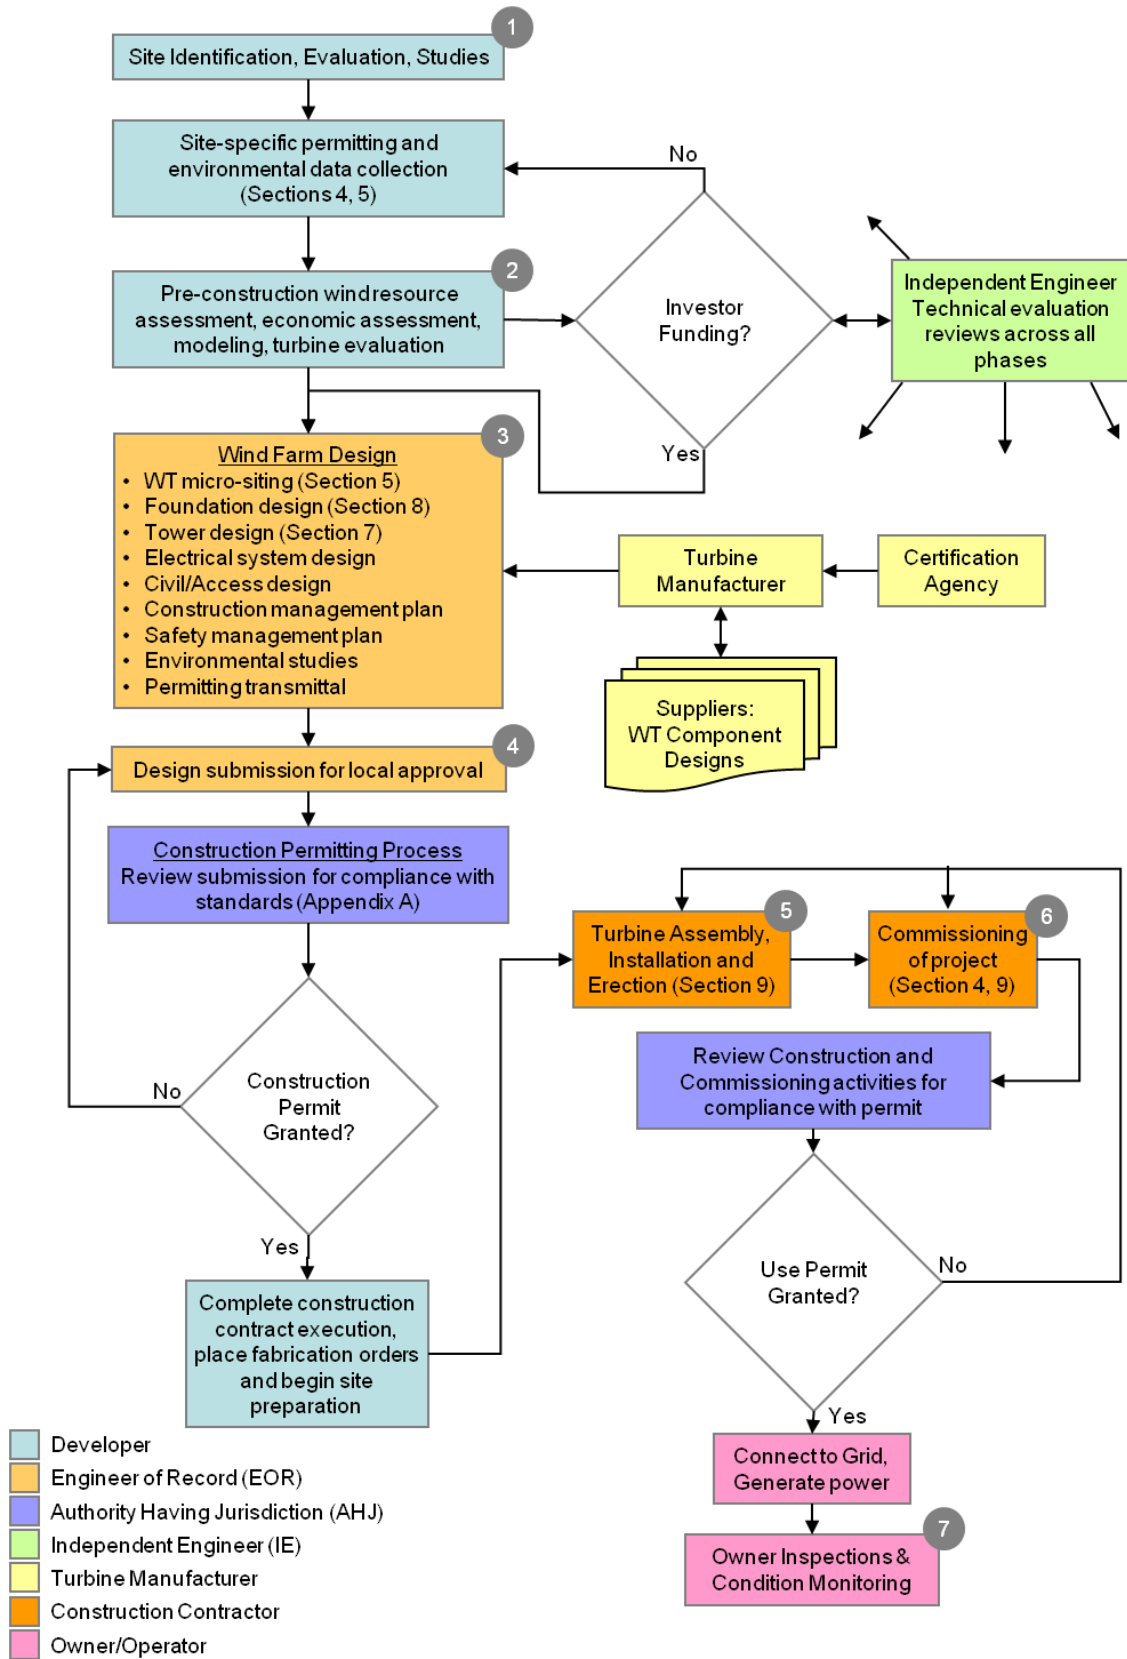 1
Site Identification, Evaluation, Studies
Site-specific permitting and
environmental data collection
(Sections 4, 5)
No
2
Pre-construction wind resource
assessment, economic assessment,
modeling, turbine evaluation
Investor
Funding?
Independent Engineer
Technical evaluation
reviews across all
phases
Yes
3
Wind Farm Design
• WT micro-siting (Section 5)
• Foundation design (Section 8)
• Tower design (Section 7)
• Electrical system design
• Civil/Access design
• Construction management plan
• Safety management plan
• Environmental studies
• Permitting transmittal
Turbine
Manufacturer
Certification
Agency
Suppliers:
WT Component
Designs
4
Design submission for local approval
Construction Permitting Process
Review submission for compliance with
standards (Appendix A)
5
Turbine Assembly,
Installation and
Erection (Section 9)
6
Commissioning
of project
(Section 4, 9)
Review Construction and
Commissioning activities for
compliance with permit
No
Construction
Permit
Granted?
Yes
Complete construction
contract execution,
place fabrication orders
and begin site
preparation
Use Permit
Granted?
No
Yes
Connect to Grid,
Generate power
7
Owner Inspections &
Condition Monitoring
Developer
Engineer of Record (EOR)
Authority Having Jurisdiction (AHJ)
Independent Engineer (IE)
Turbine Manufacturer
Construction Contractor
Owner/Operator